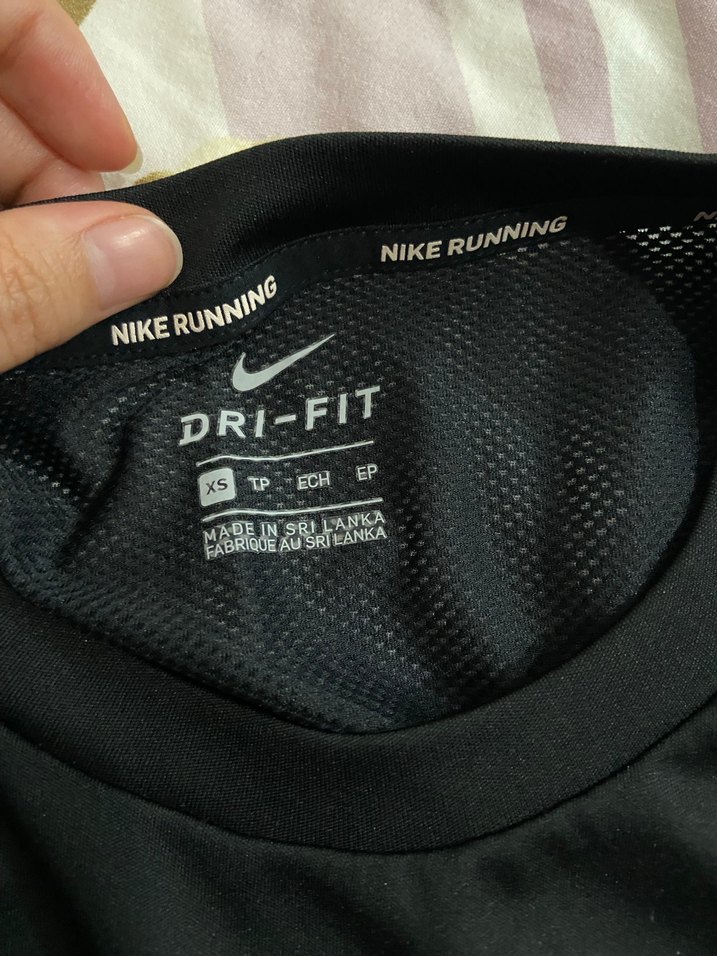 NIKE RUNNING
NIKE RUNNING
DRI-FIT
XS TP ECH EP
MADE IN SRI LANKA
FABRIQUE AU SRI LANKA